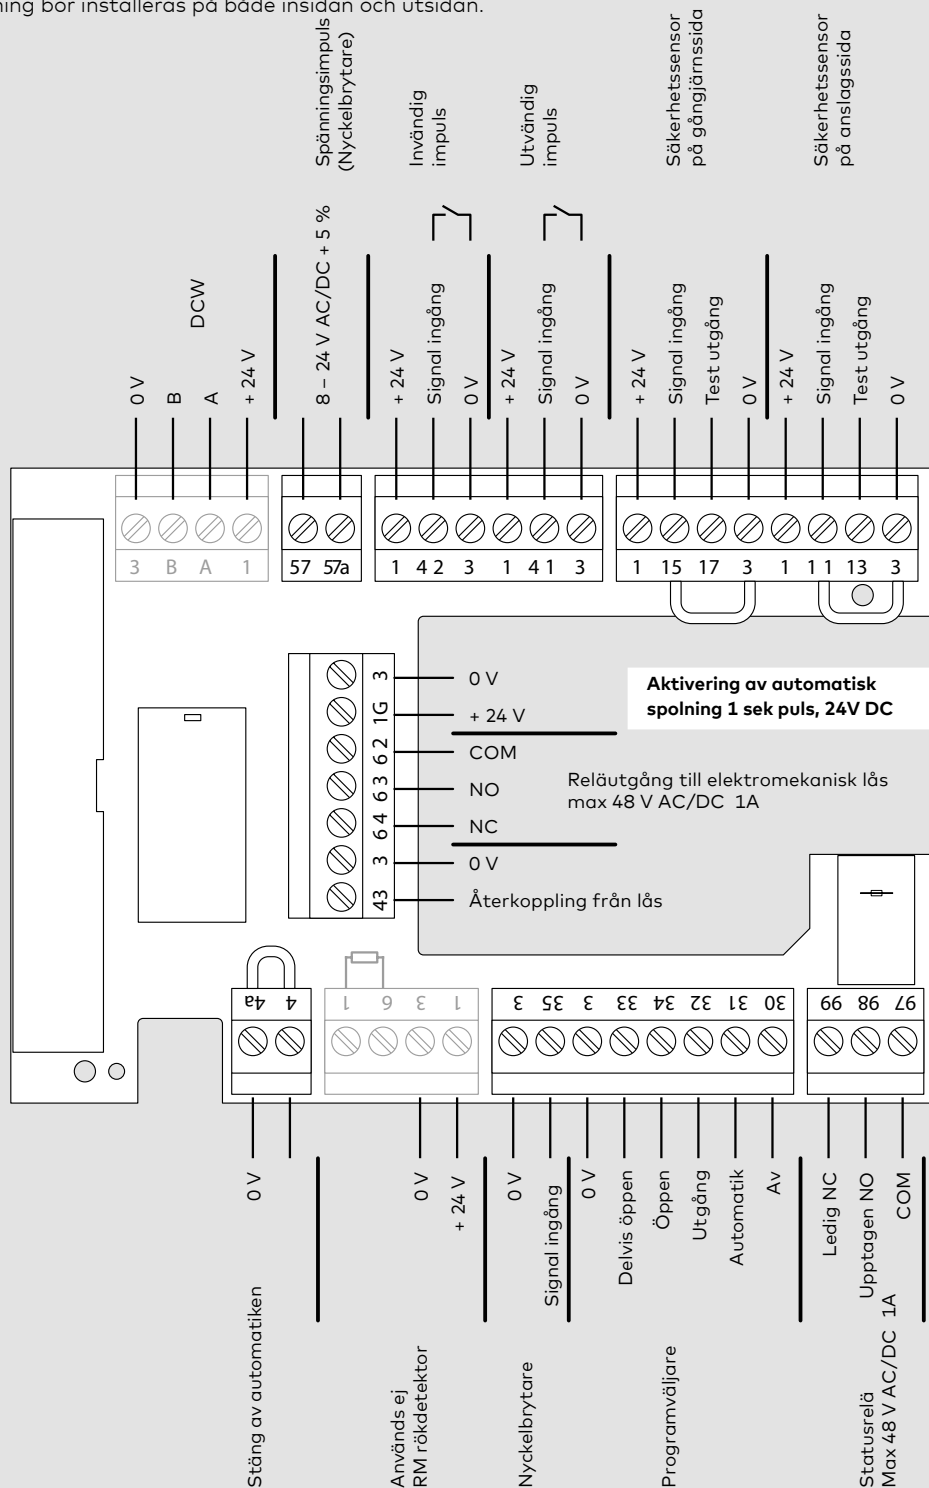 ning bör installeras på både insidan och utsidan.
Spänningsimpuls
(Nyckelbrytare)
Invändig
impuls
Utvändig
impuls
Säkerhetssensor
på gångjärnssida
Säkerhetssensor
på anslagssida
DCW
0 V
B
A
+ 24 V
8 – 24 V AC/DC + 5 %
+ 24 V
Signal ingång
0 V
+ 24 V
Signal ingång
0 V
+ 24 V
Signal ingång
Test utgång
0 V
+ 24 V
Signal ingång
Test utgång
0 V
3 B A 1
57 57a
1 42 3 1 41 3
1 15 17 3 1 11 13 3
3 0 V
1G + 24 V
62 COM
63 NO
64 NC
3 0 V
43 Återkoppling från lås
Aktivering av automatisk
spolning 1 sek puls, 24V DC
Reläutgång till elektromekanisk lås
max 48 V AC/DC 1A
4a 4
1 6 3 1
3 35 3 33 34 32 31 30
99 98 97
0 V
0 V
+ 24 V
0 V
Signal ingång
0 V
Delvis öppen
Öppen
Utgång
Automatik
Av
Ledig NC
Upptagen NO
COM
Stäng av automatiken
Används ej
RM rökdetektor
Nyckelbrytare
Programväljare
Statusrelä
Max 48 V AC/DC 1A